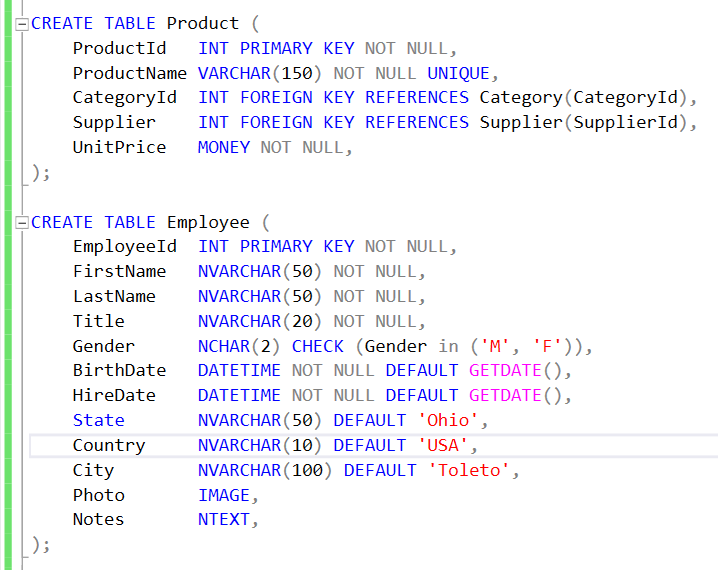 CREATE TABLE Product (
    ProductId   INT PRIMARY KEY NOT NULL,
    ProductName VARCHAR(150) NOT NULL UNIQUE,
    CategoryId  INT FOREIGN KEY REFERENCES Category(CategoryId),
    Supplier    INT FOREIGN KEY REFERENCES Supplier(SupplierId),
    UnitPrice   MONEY NOT NULL,
);
CREATE TABLE Employee (
    EmployeeId  INT PRIMARY KEY NOT NULL,
    FirstName   NVARCHAR(50) NOT NULL,
    LastName    NVARCHAR(50) NOT NULL,
    Title       NVARCHAR(20) NOT NULL,
    Gender      NCHAR(2) CHECK (Gender in ('M', 'F')),
    BirthDate   DATETIME NOT NULL DEFAULT GETDATE(),
    HireDate    DATETIME NOT NULL DEFAULT GETDATE(),
    State       NVARCHAR(50) DEFAULT 'Ohio',
    Country     NVARCHAR(10) DEFAULT 'USA',
    City        NVARCHAR(100) DEFAULT 'Toleto',
    Photo       IMAGE,
    Notes       NTEXT,
);